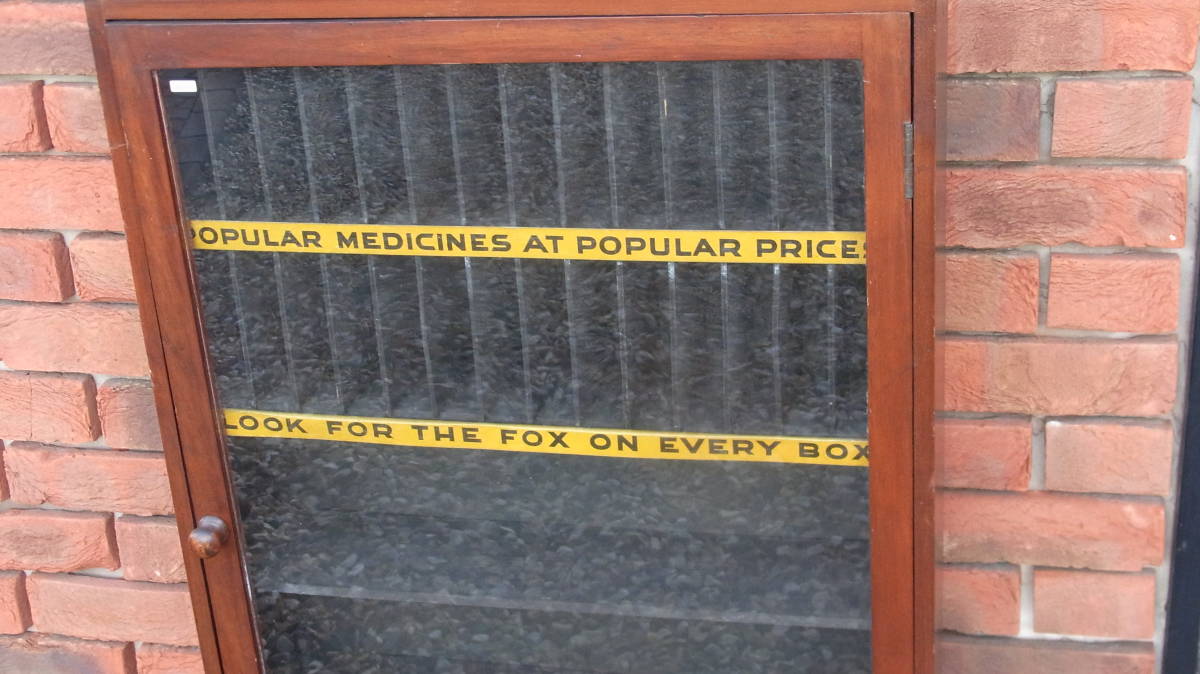 POPULAR MEDICINES AT POPULAR PRICES
LOOK FOR THE FOX ON EVERY BOX